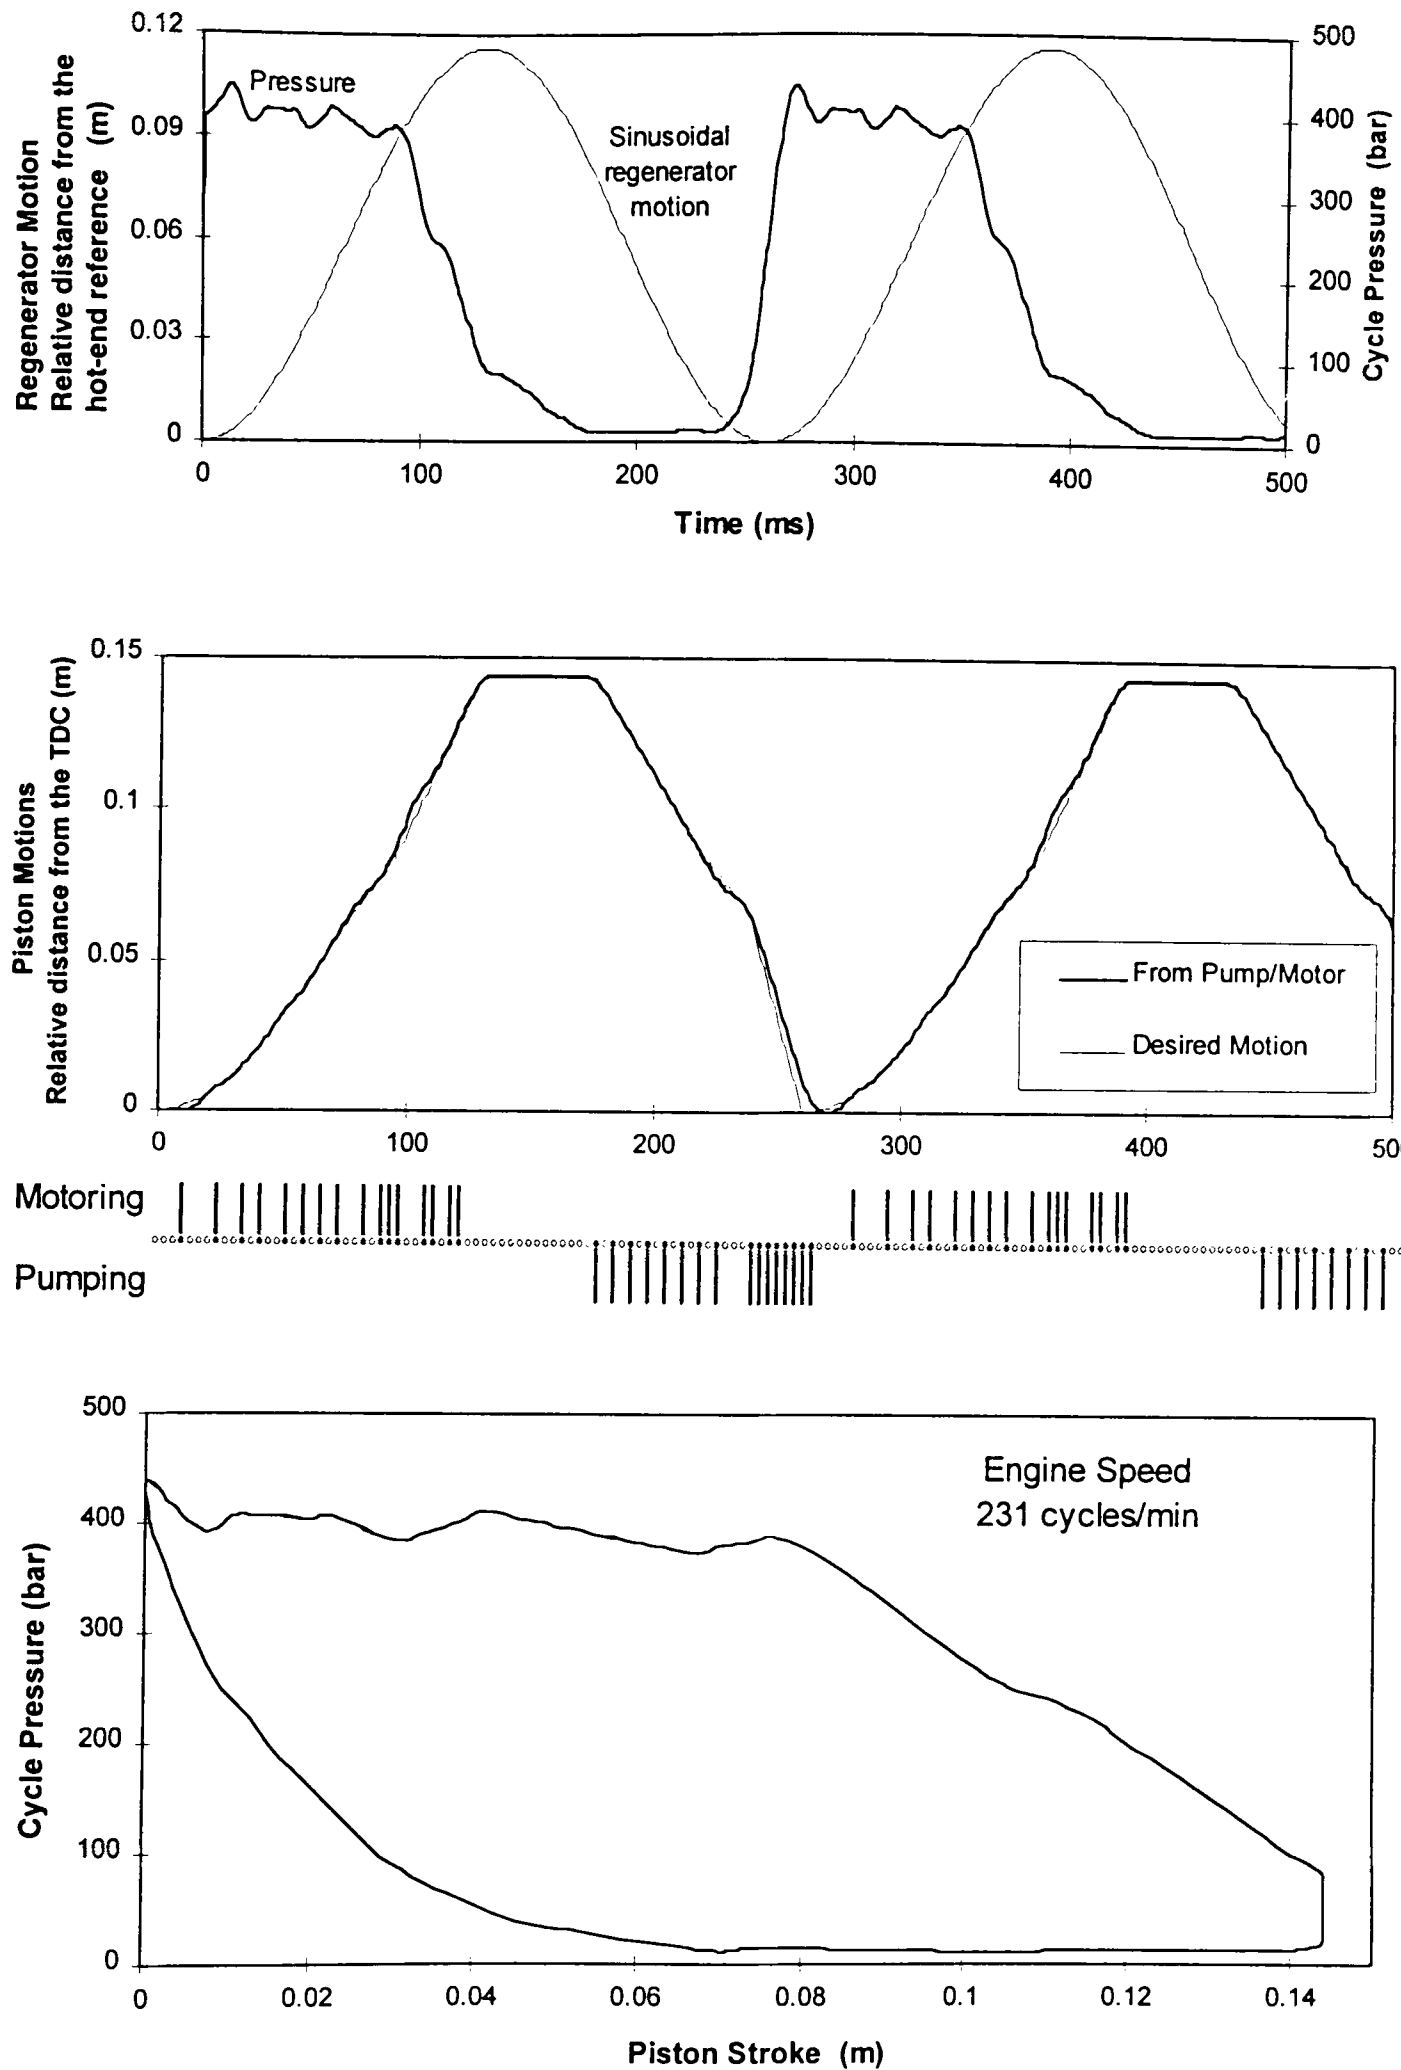 0.12
0.09
0.06
0.03
0
Regenerator Motion
Relative distance from the
hot-end reference (m)
Pressure
Sinusoidal
regenerator
motion
500
400
300
200
100
0
Cycle Pressure (bar)
0 100 200 300 400 500
Time (ms)
0.15
0.1
0.05
0
Piston Motions
Relative distance from the TDC (m)
From Pump/Motor
Desired Motion
0 100 200 300 400 50
Motoring
Pumping
500
400
300
200
100
0
Cycle Pressure (bar)
Engine Speed
231 cycles/min
0 0.02 0.04 0.06 0.08 0.1 0.12 0.14
Piston Stroke (m)